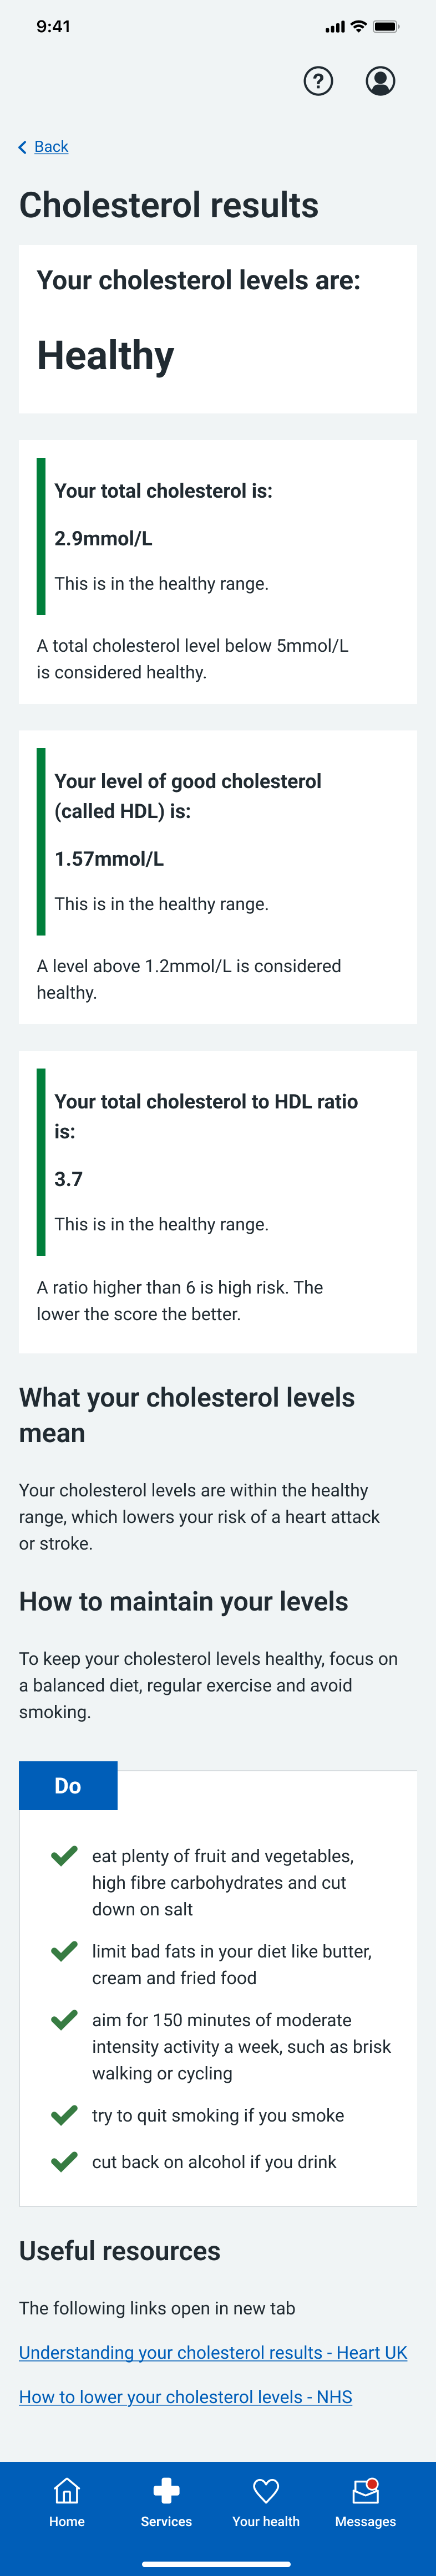 9:41
Back
Cholesterol results
Your cholesterol levels are:
Healthy
Your total cholesterol is:
2.9mmol/L
This is in the healthy range.
A total cholesterol level below 5mmol/L
is considered healthy.
Your level of good cholesterol
(called HDL) is:
1.57mmol/L
This is in the healthy range.
A level above 1.2mmol/L is considered
healthy.
Your total cholesterol to HDL ratio
is:
3.7
This is in the healthy range.
A ratio higher than 6 is high risk. The
lower the score the better.
What your cholesterol levels
mean
Your cholesterol levels are within the healthy
range, which lowers your risk of a heart attack
or stroke.
How to maintain your levels
To keep your cholesterol levels healthy, focus on
a balanced diet, regular exercise and avoid
smoking.
Do
eat plenty of fruit and vegetables,
high fibre carbohydrates and cut
down on salt
limit bad fats in your diet like butter,
cream and fried food
aim for 150 minutes of moderate
intensity activity a week, such as brisk
walking or cycling
try to quit smoking if you smoke
cut back on alcohol if you drink
Useful resources
The following links open in new tab
Understanding your cholesterol results - Heart UK
How to lower your cholesterol levels - NHS
Home Services Your health Messages